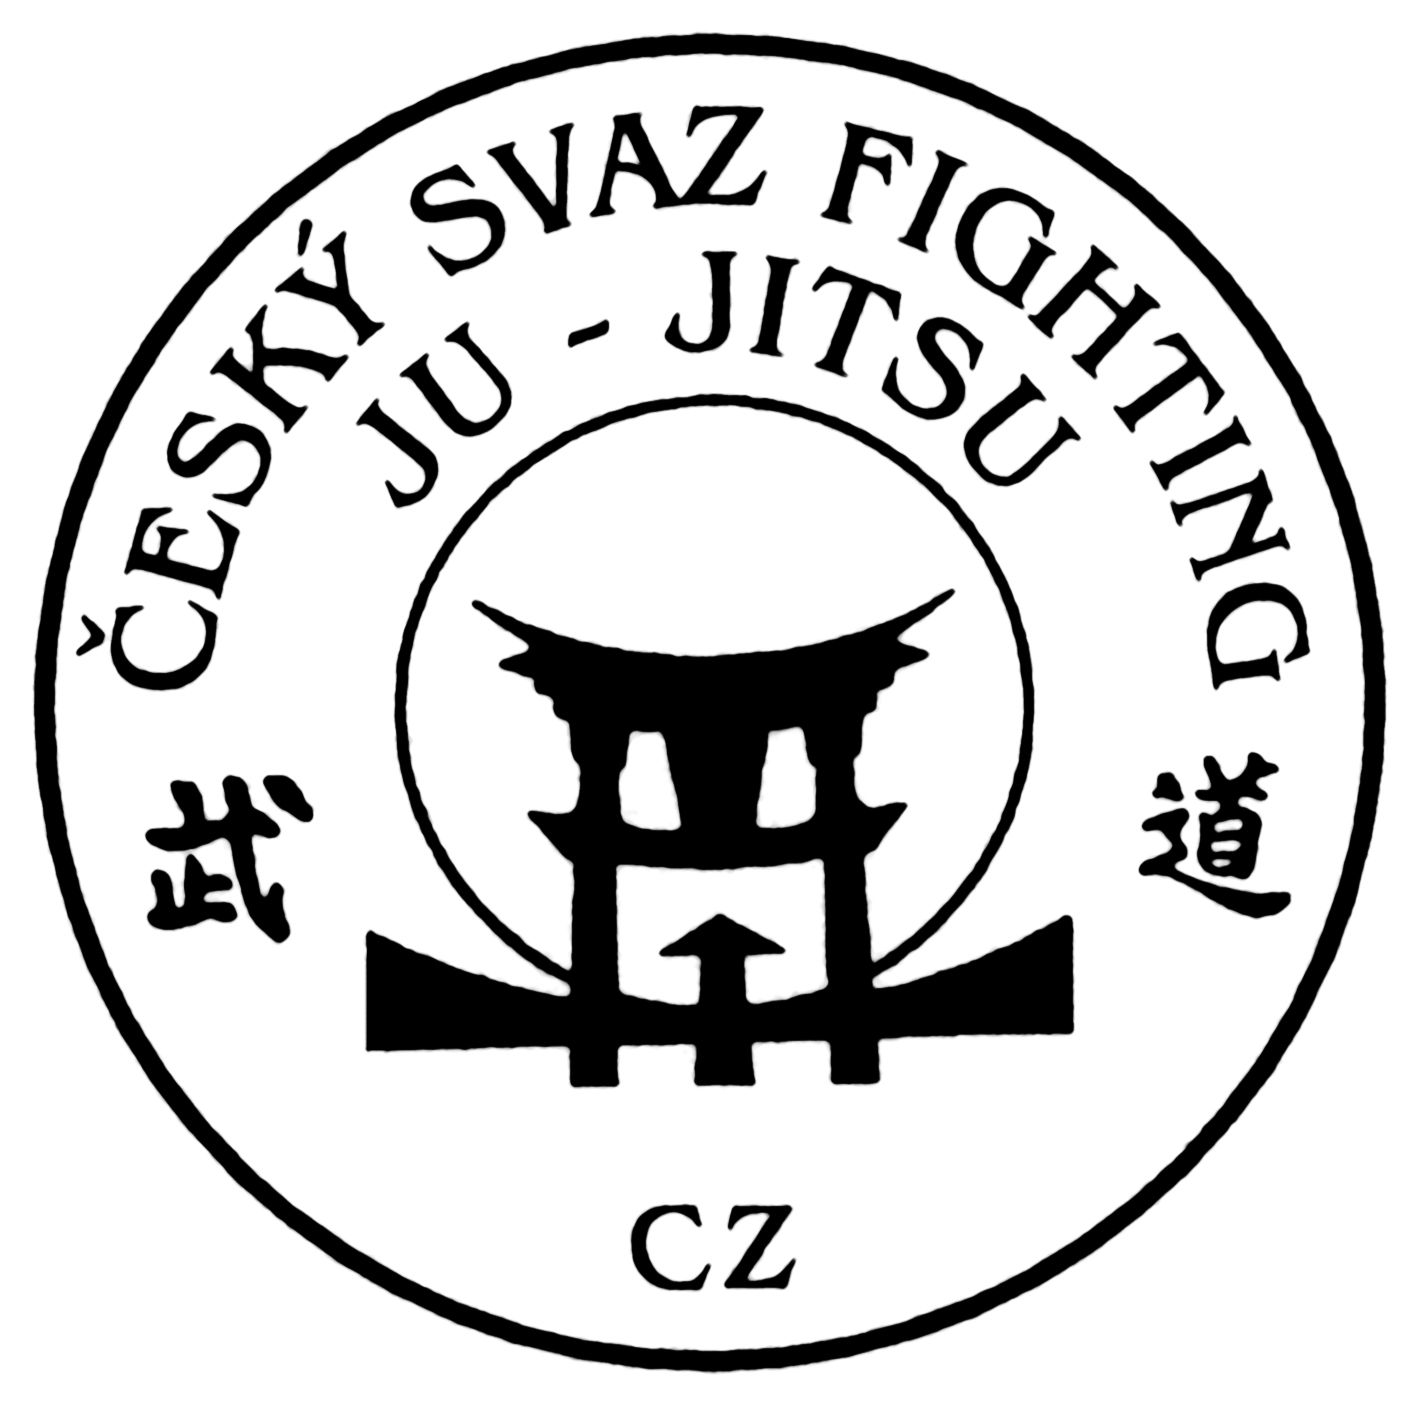 ČESKÝ SVAZ FIGHTING
JU - JITSU
武
道
CZ